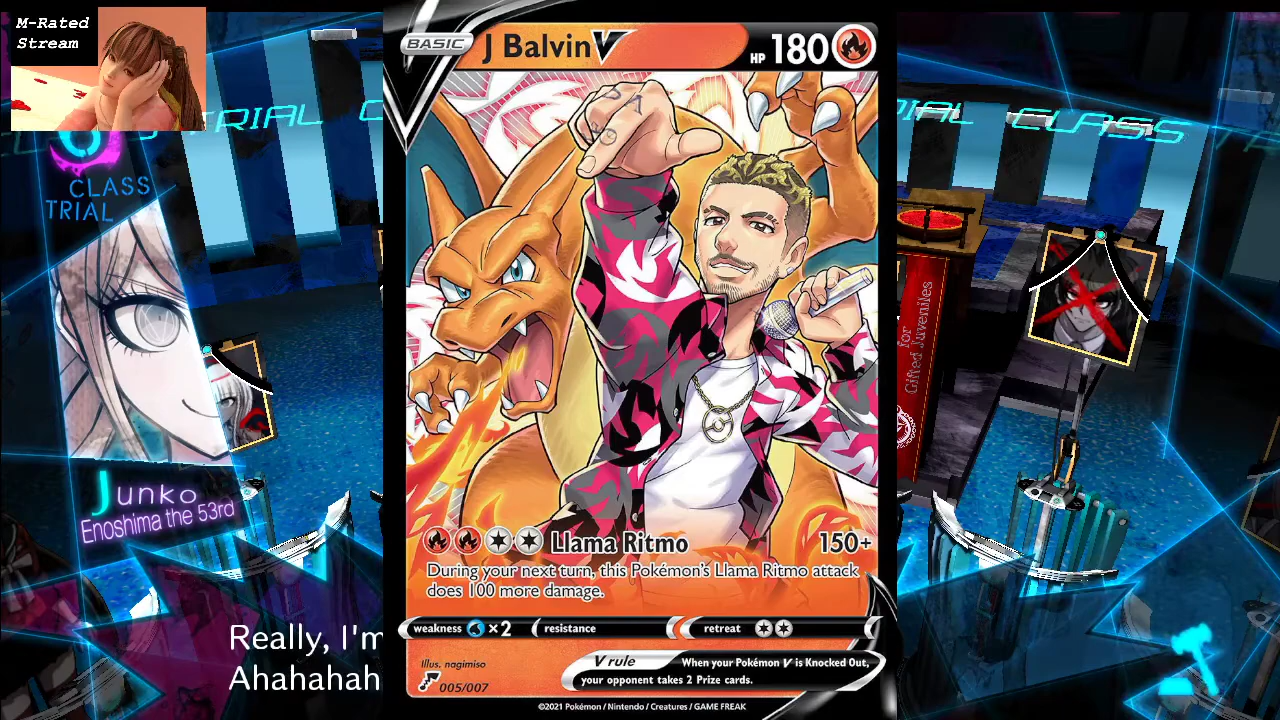 M-Rated
Stream
TRIAL
CLASS
TRIAL
CLASS
TRIAL
Junko
Enoshima the 53rd
Really, I'm
Ahahahah
for
Gifted Juveniles
BASIC
J Balvin V
HP 180
Llama Ritmo 150+
During your next turn, this Pokémon's Llama Ritmo attack
does 100 more damage.
weakness ×2 resistance retreat
Illus. nagimiso
005/007
V rule When your Pokémon V is Knocked Out,
your opponent takes 2 Prize cards.
©2021 Pokémon / Nintendo / Creatures / GAME FREAK